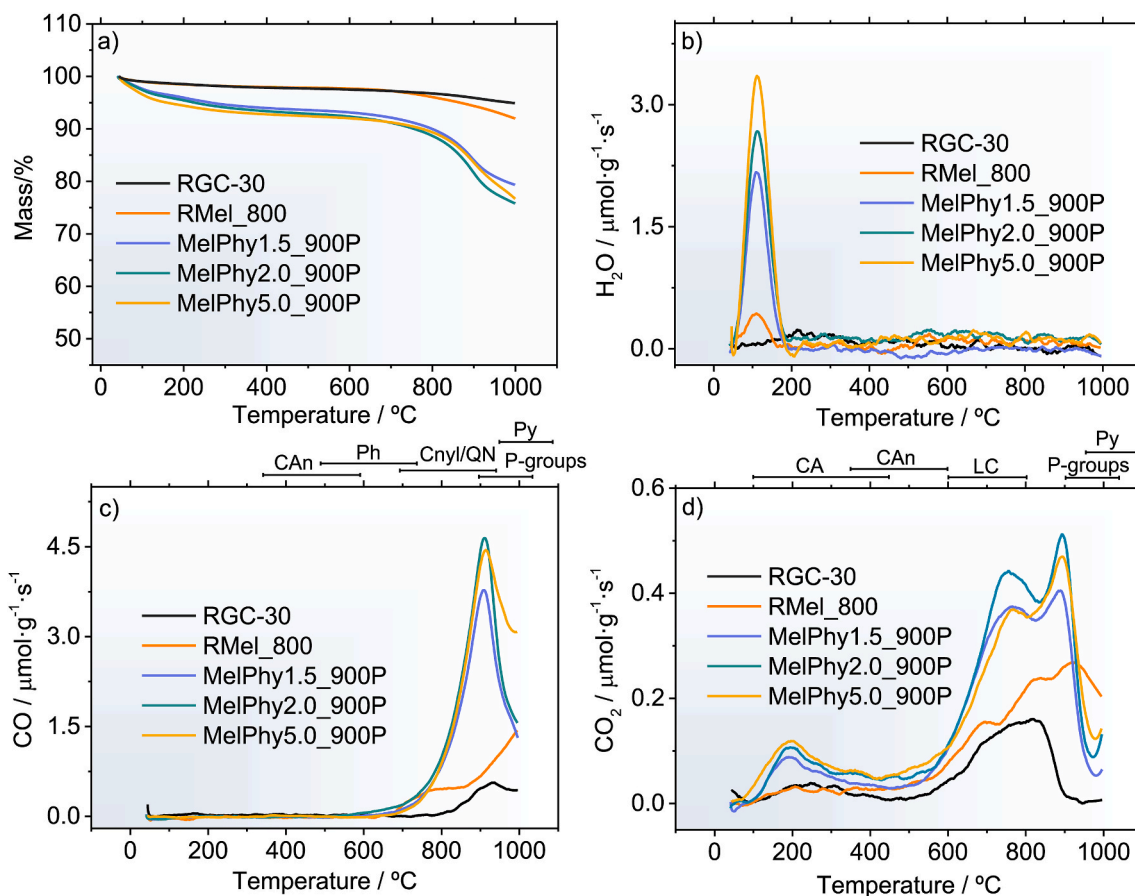 a)
110
100
90
80
70
60
50
Mass/%
RGC-30
RMel_800
MelPhy1.5_900P
MelPhy2.0_900P
MelPhy5.0_900P
0 200 400 600 800 1000
Temperature / ºC
b)
3.0
1.5
0.0
H₂O / μmol·g⁻¹·s⁻¹
RGC-30
RMel_800
MelPhy1.5_900P
MelPhy2.0_900P
MelPhy5.0_900P
0 200 400 600 800 1000
Temperature / ºC
Py
Ph Cnyl/QN
CAn P-groups
c)
4.5
3.0
1.5
0.0
CO / μmol·g⁻¹·s⁻¹
RGC-30
RMel_800
MelPhy1.5_900P
MelPhy2.0_900P
MelPhy5.0_900P
0 200 400 600 800 1000
Temperature / ºC
Py
CAn
CA LC P-groups
d)
0.6
0.4
0.2
0.0
CO₂ / μmol·g⁻¹·s⁻¹
RGC-30
RMel_800
MelPhy1.5_900P
MelPhy2.0_900P
MelPhy5.0_900P
0 200 400 600 800 1000
Temperature / ºC